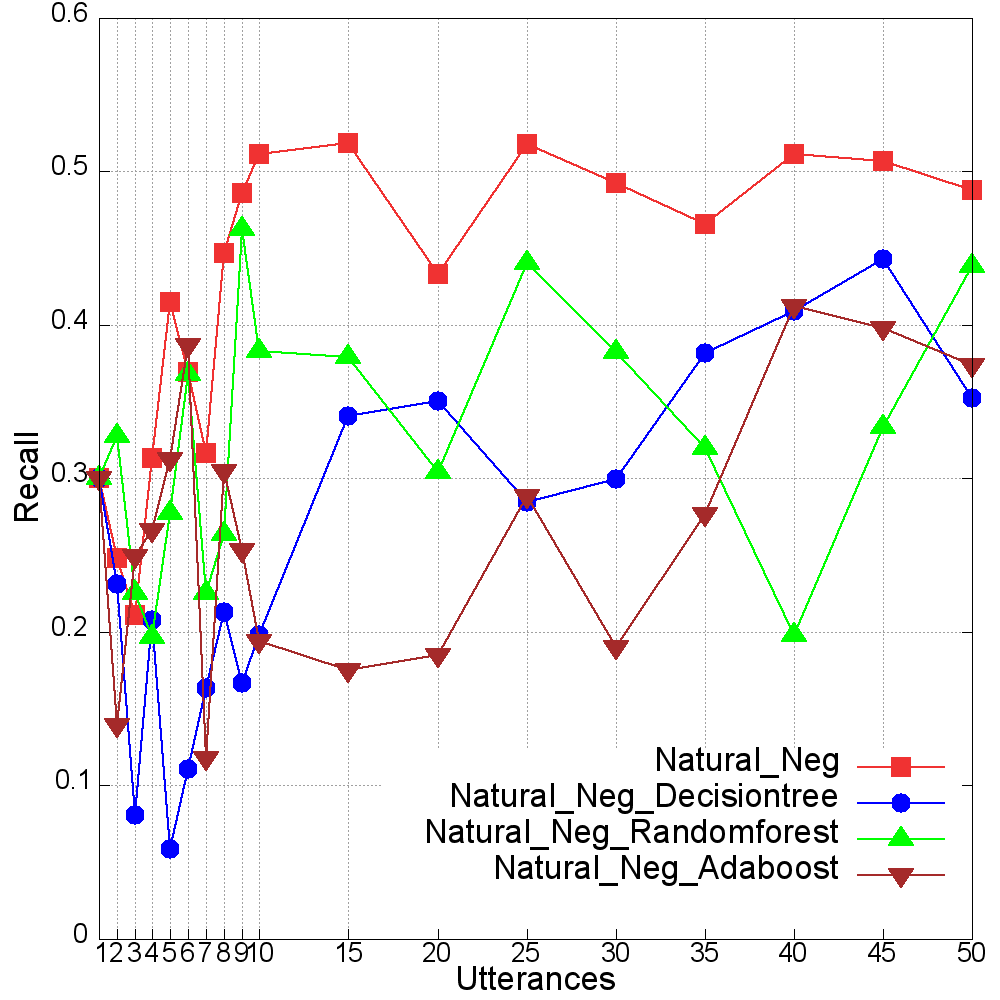 0.6
0.5
0.4
0.3
0.2
0.1
0
Recall
Natural_Neg
Natural_Neg_Decisiontree
Natural_Neg_Randomforest
Natural_Neg_Adaboost
1 2 3 4 5 6 7 8 9 10 15 20 25 30 35 40 45 50
Utterances